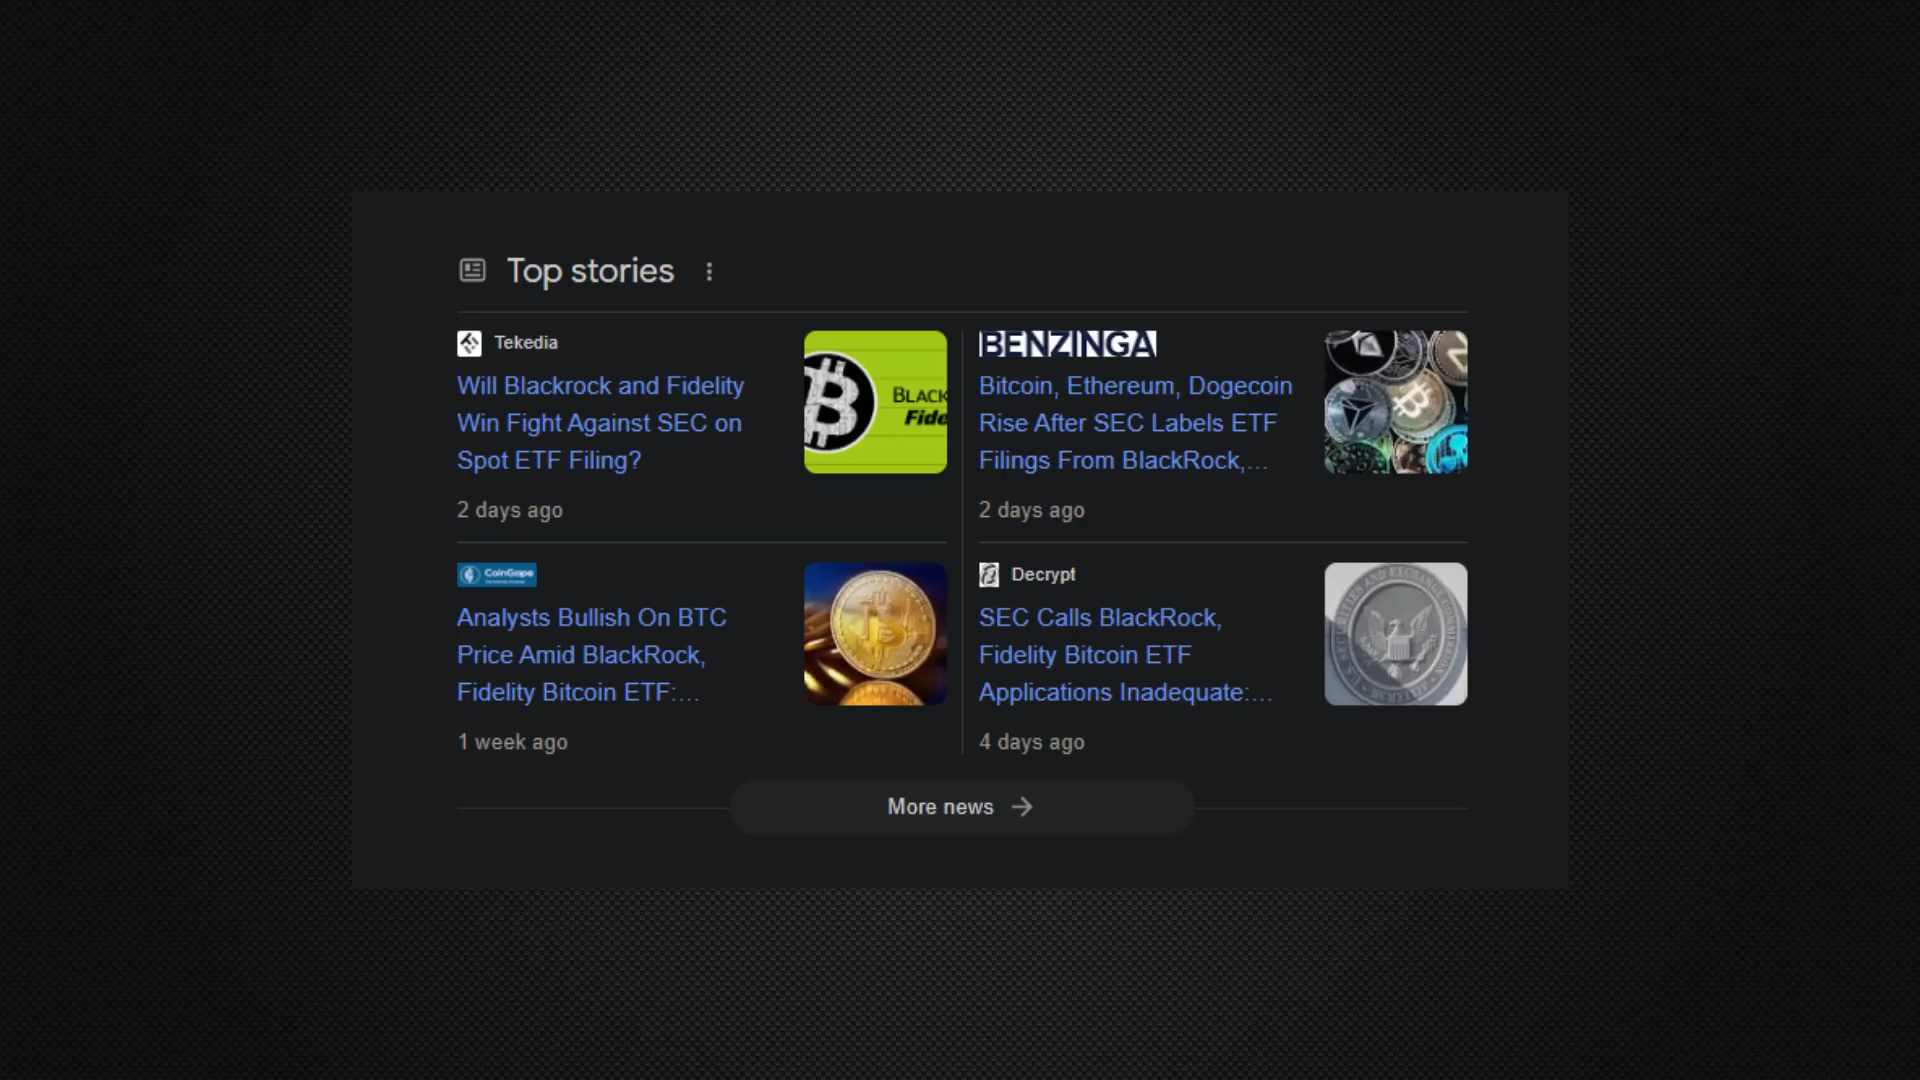 Top stories
Tekedia
Will Blackrock and Fidelity
Win Fight Against SEC on
Spot ETF Filing?
2 days ago
BLACK
Fide
BENZINGA
Bitcoin, Ethereum, Dogecoin
Rise After SEC Labels ETF
Filings From BlackRock,...
2 days ago
CoinGape
Analysts Bullish On BTC
Price Amid BlackRock,
Fidelity Bitcoin ETF:...
1 week ago
Decrypt
SEC Calls BlackRock,
Fidelity Bitcoin ETF
Applications Inadequate:...
4 days ago
More news